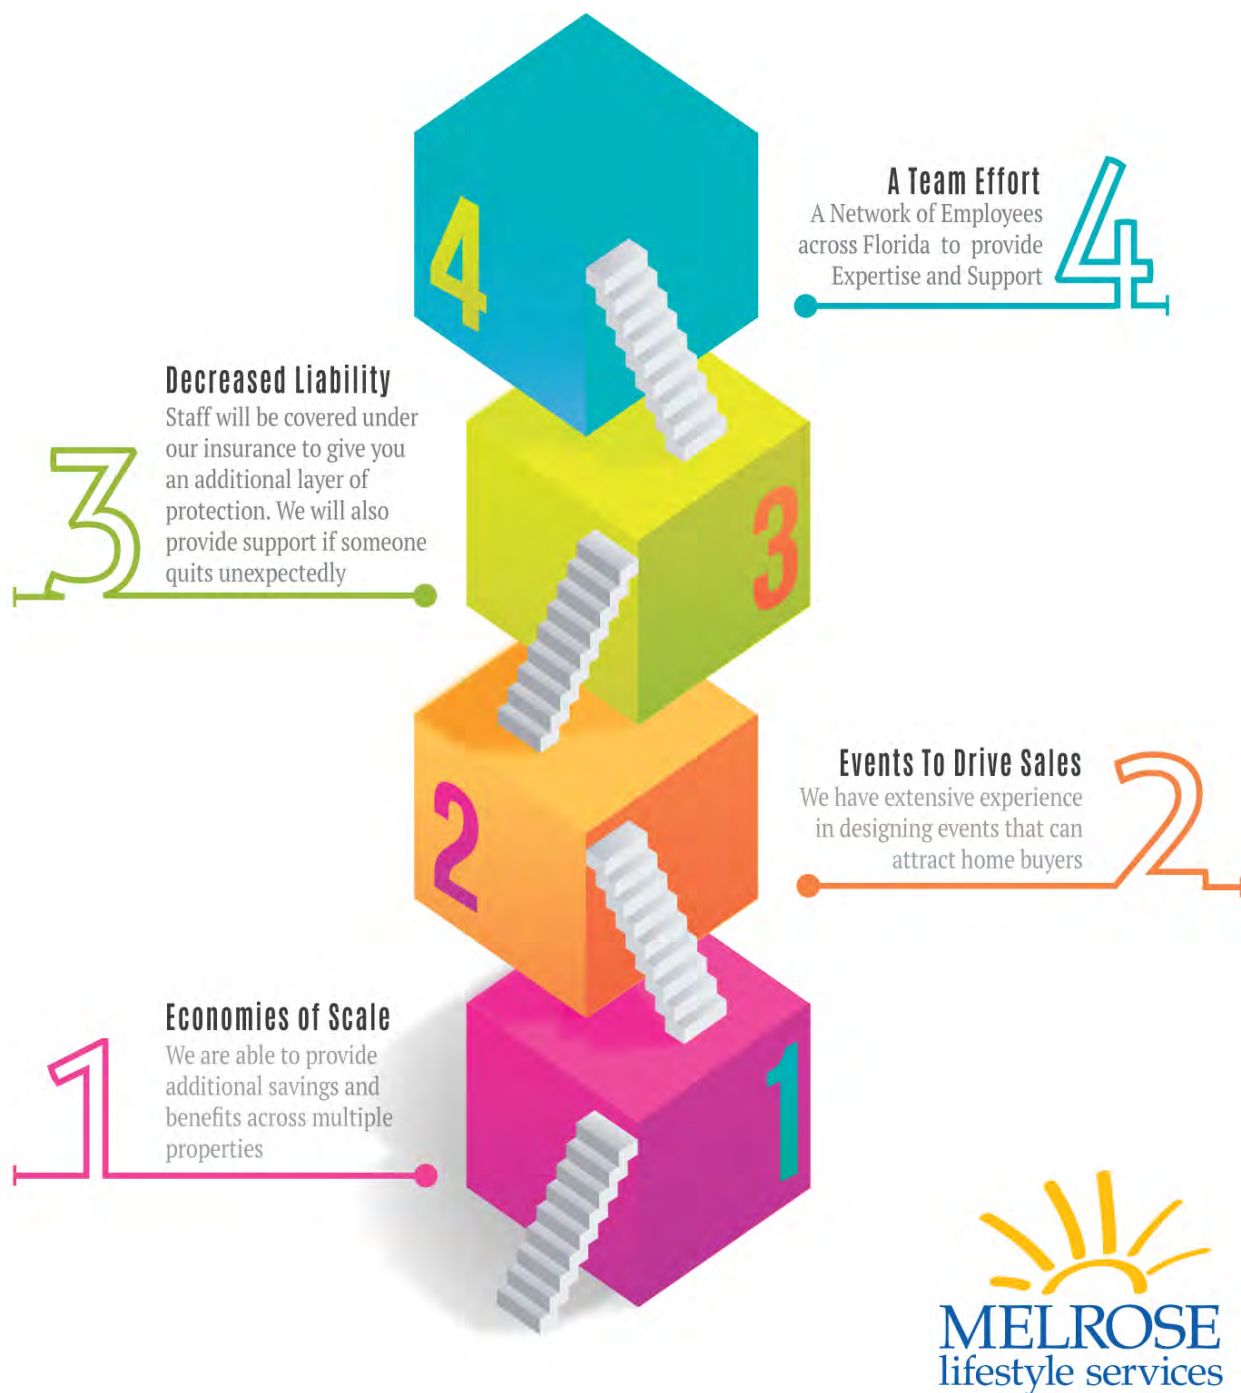 4
A Team Effort
A Network of Employees
across Florida to provide
Expertise and Support
4
Decreased Liability
Staff will be covered under
our insurance to give you
an additional layer of
protection. We will also
provide support if someone
quits unexpectedly
3
3
2
Events To Drive Sales
We have extensive experience
in designing events that can
attract home buyers
2
Economies of Scale
We are able to provide
additional savings and
benefits across multiple
properties
1
1
MELROSE
lifestyle services